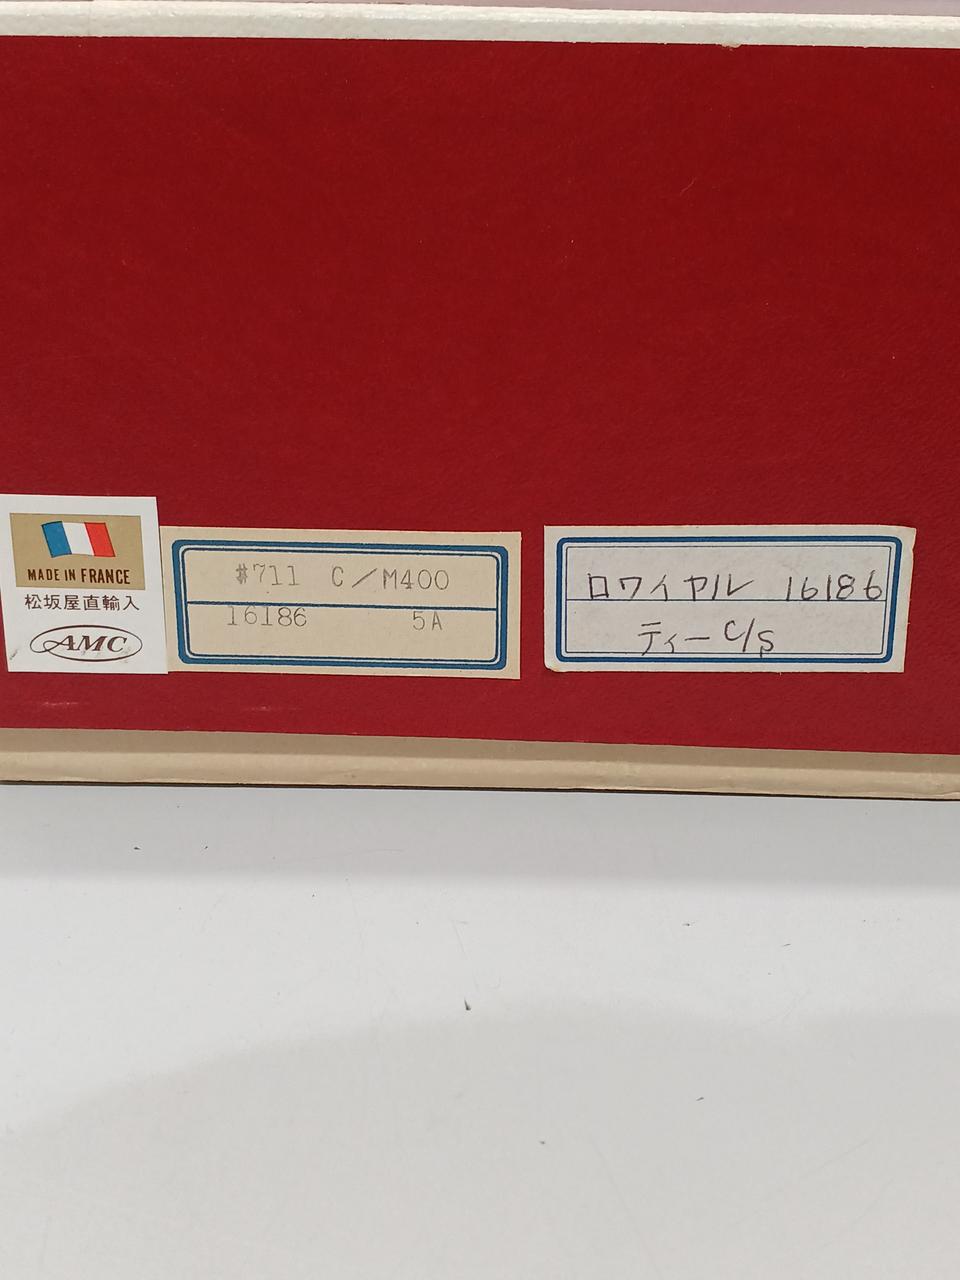 MADE IN FRANCE
松坂屋直輸入
AMC
#711 C/M400
16186 5A
ロワイヤル 16186
ティーC/S